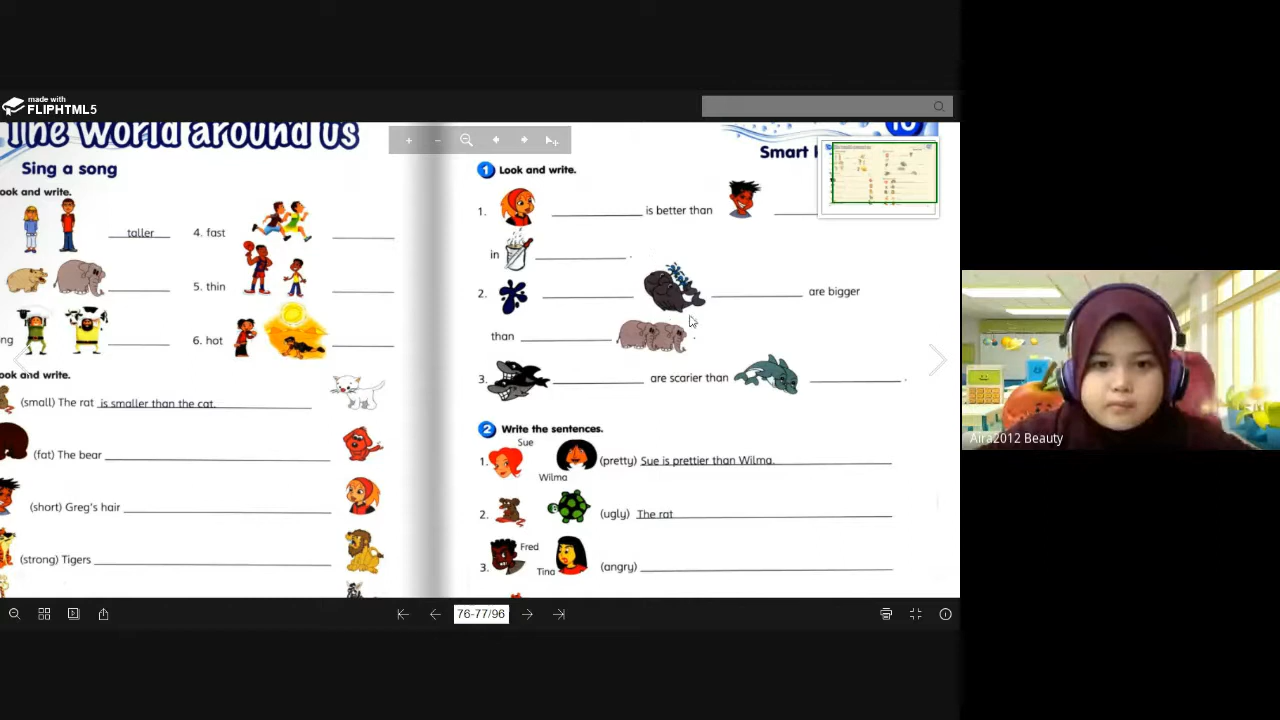 made with
FLIPHTML5
The World around Us
Sing a song
ook and write.
taller
4. fast
5. thin
ng
6. hot
ook and write.
(small) The rat is smaller than the cat.
(fat) The bear
(short) Greg's hair
(strong) Tigers
10
Smart
1 Look and write.
1. is better than
in .
2. are bigger
than .
3. are scarier than .
2 Write the sentences.
Sue
1. (pretty) Sue is prettier than Wilma.
Wilma
2. (ugly) The rat
Fred
3. (angry)
Tina
76-77/96
Aira2012 Beauty